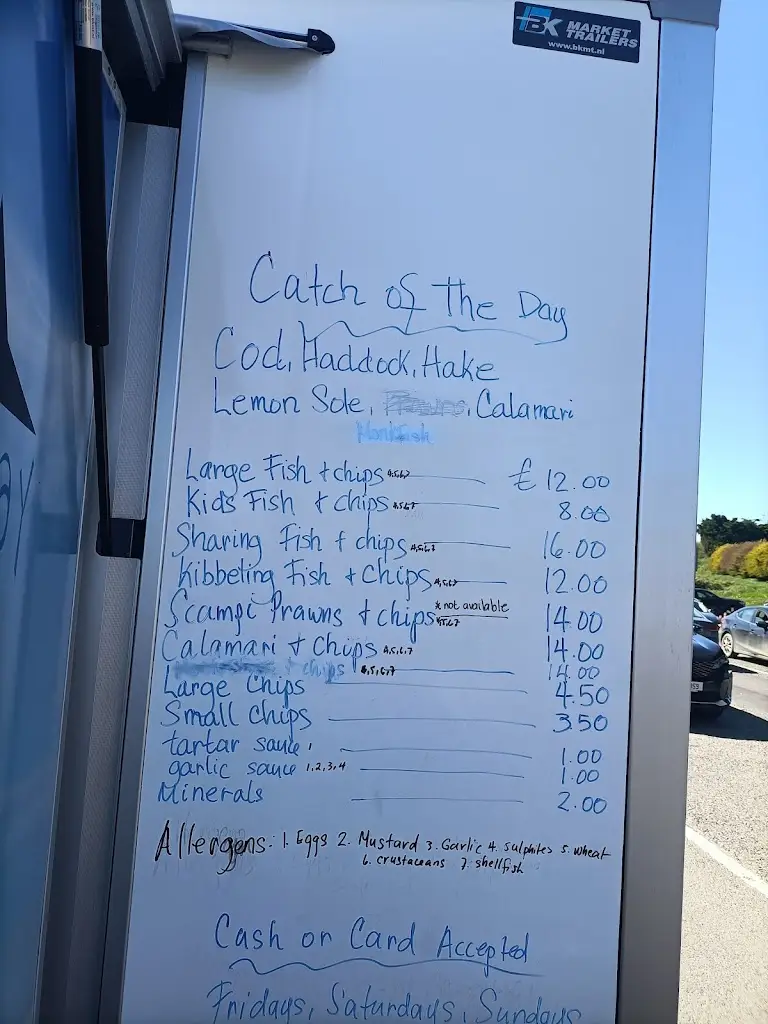 BK MARKET TRAILERS
www.bkmt.nl
Catch of The Day
Cod, Haddock, Hake
Lemon Sole, Prawns, Calamari
Monkfish
Large Fish + chips 4,5,6,7 £ 12.00
Kids Fish + chips 4,5,6,7 8.00
Sharing Fish + chips 4,5,6,7 16.00
Kibbeting Fish + Chips 4,5,6,7 12.00
Scampi Prawns + chips * not available 4,5,6,7 14.00
Calamari + Chips 4,5,6,7 14.00
+ chips 4,5,6,7 14.00
Large Chips 4.50
Small Chips 3.50
tartar sauce 1 1.00
garlic sauce 1,2,3,4 1.00
Minerals 2.00
Allergens: 1. Eggs 2. Mustard 3. Garlic 4. sulphites 5. wheat
6. crustaceans 7. shellfish
Cash or Card Accepted
Fridays, Saturdays, Sundays